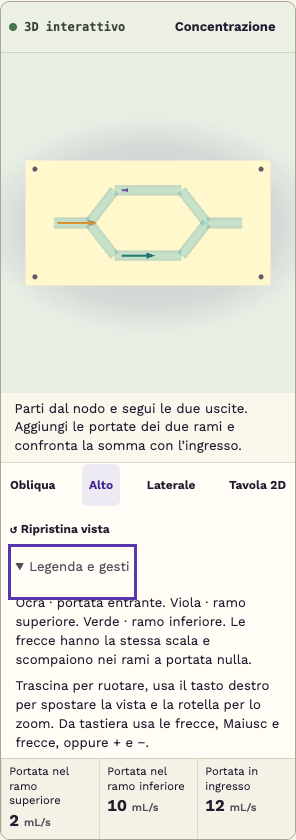 3D interattivo
Concentrazione
Parti dal nodo e segui le due uscite.
Aggiungi le portate dei due rami e
confronta la somma con l’ingresso.
Obliqua Alto Laterale Tavola 2D
↺ Ripristina vista
▼ Legenda e gesti
Ocra · portata entrante. Viola · ramo
superiore. Verde · ramo inferiore. Le
frecce hanno la stessa scala e
scompaiono nei rami a portata nulla.
Trascina per ruotare, usa il tasto destro
per spostare la vista e la rotella per lo
zoom. Da tastiera usa le frecce, Maiusc e
frecce, oppure + e −.
Portata nel
ramo
superiore
2 mL/s
Portata nel
ramo inferiore
10 mL/s
Portata in
ingresso
12 mL/s